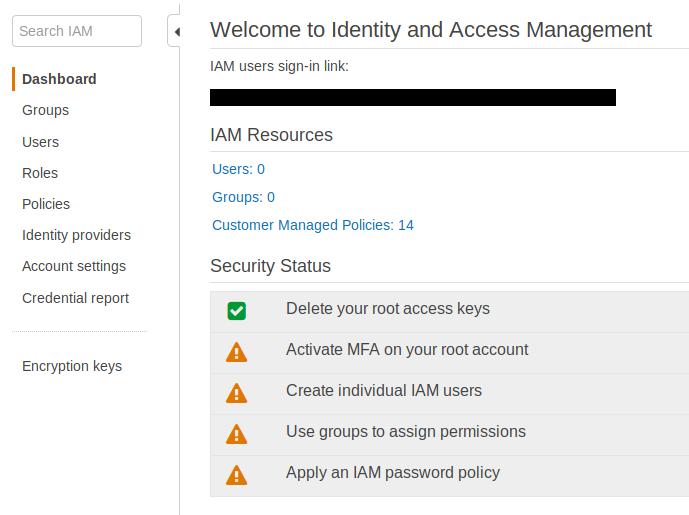 Search IAM
Dashboard
Groups
Users
Roles
Policies
Identity providers
Account settings
Credential report
Encryption keys
Welcome to Identity and Access Management
IAM users sign-in link:
IAM Resources
Users: 0
Groups: 0
Customer Managed Policies: 14
Security Status
Delete your root access keys
Activate MFA on your root account
Create individual IAM users
Use groups to assign permissions
Apply an IAM password policy